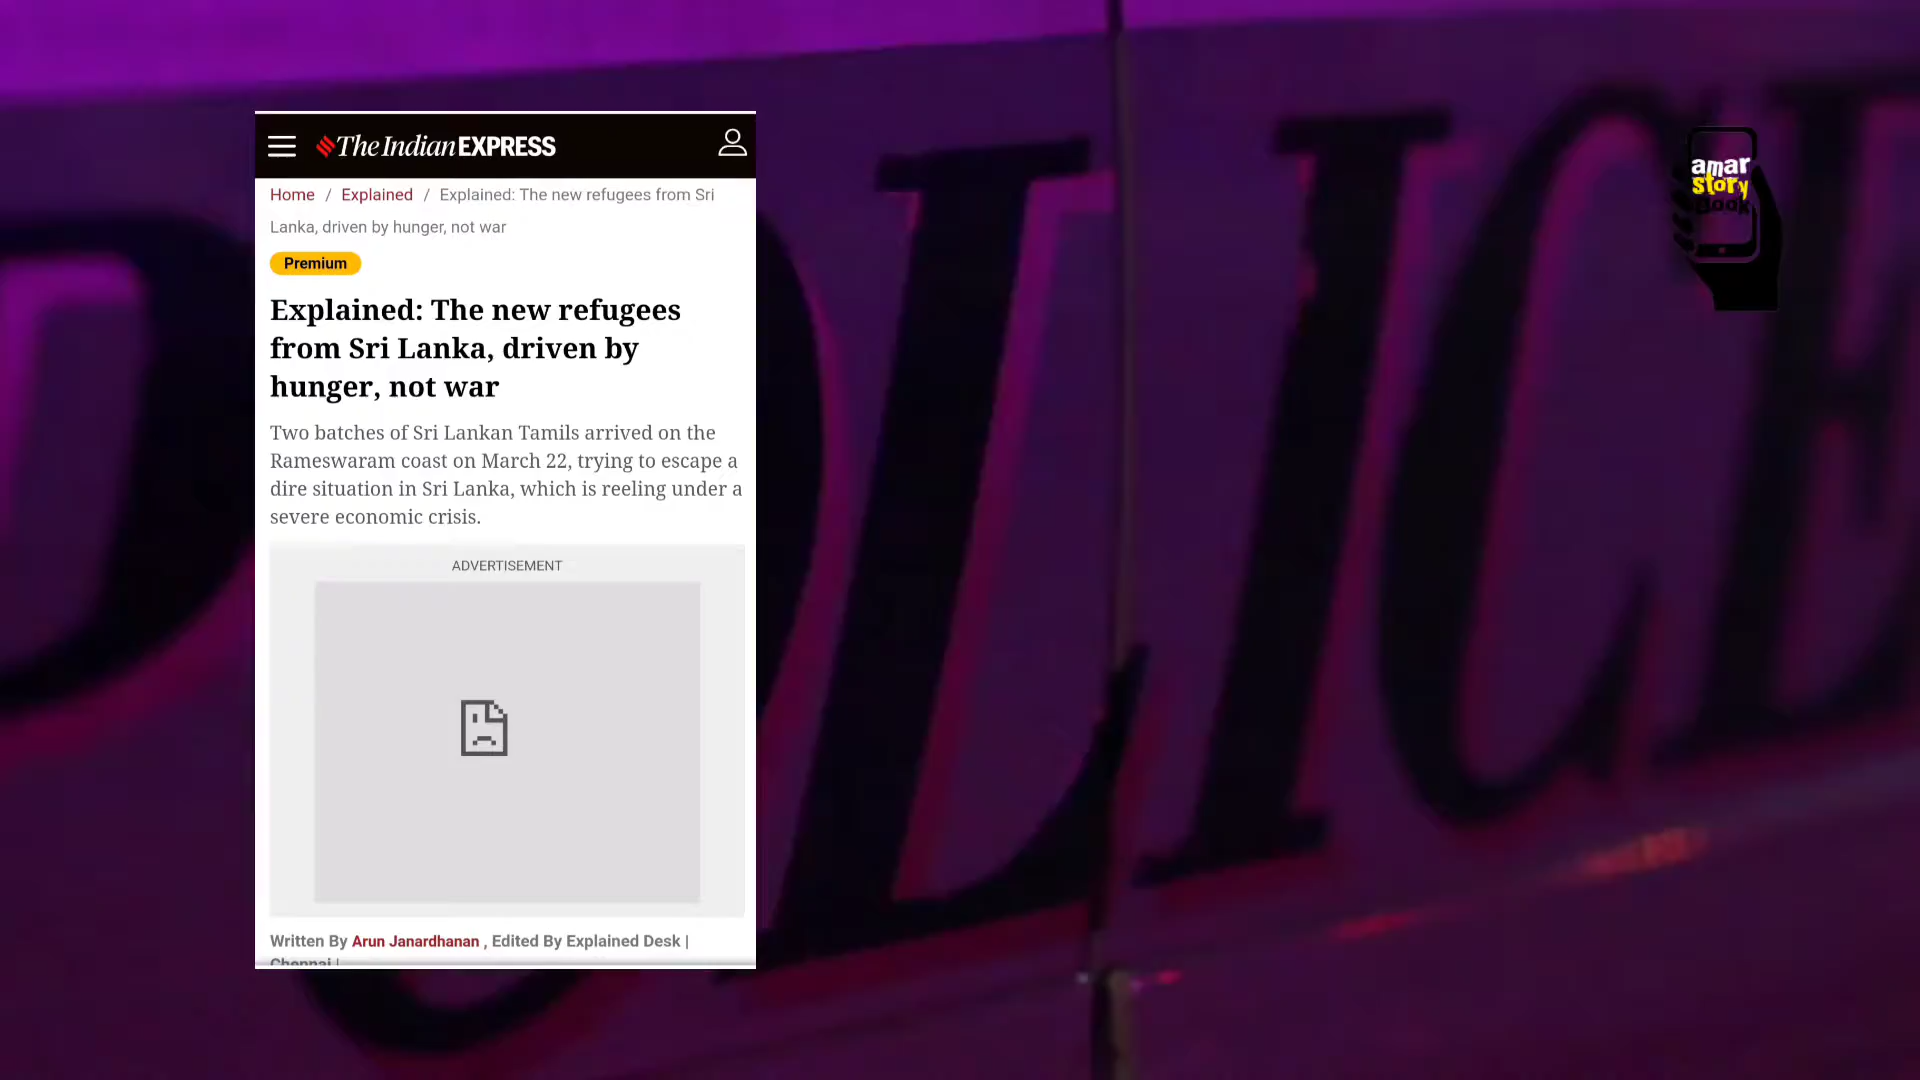 The Indian EXPRESS
Home / Explained / Explained: The new refugees from Sri
Lanka, driven by hunger, not war
Premium
Explained: The new refugees
from Sri Lanka, driven by
hunger, not war
Two batches of Sri Lankan Tamils arrived on the
Rameswaram coast on March 22, trying to escape a
dire situation in Sri Lanka, which is reeling under a
severe economic crisis.
ADVERTISEMENT
Written By Arun Janardhanan , Edited By Explained Desk |
Chennai |
POLICE
amar
story
Book